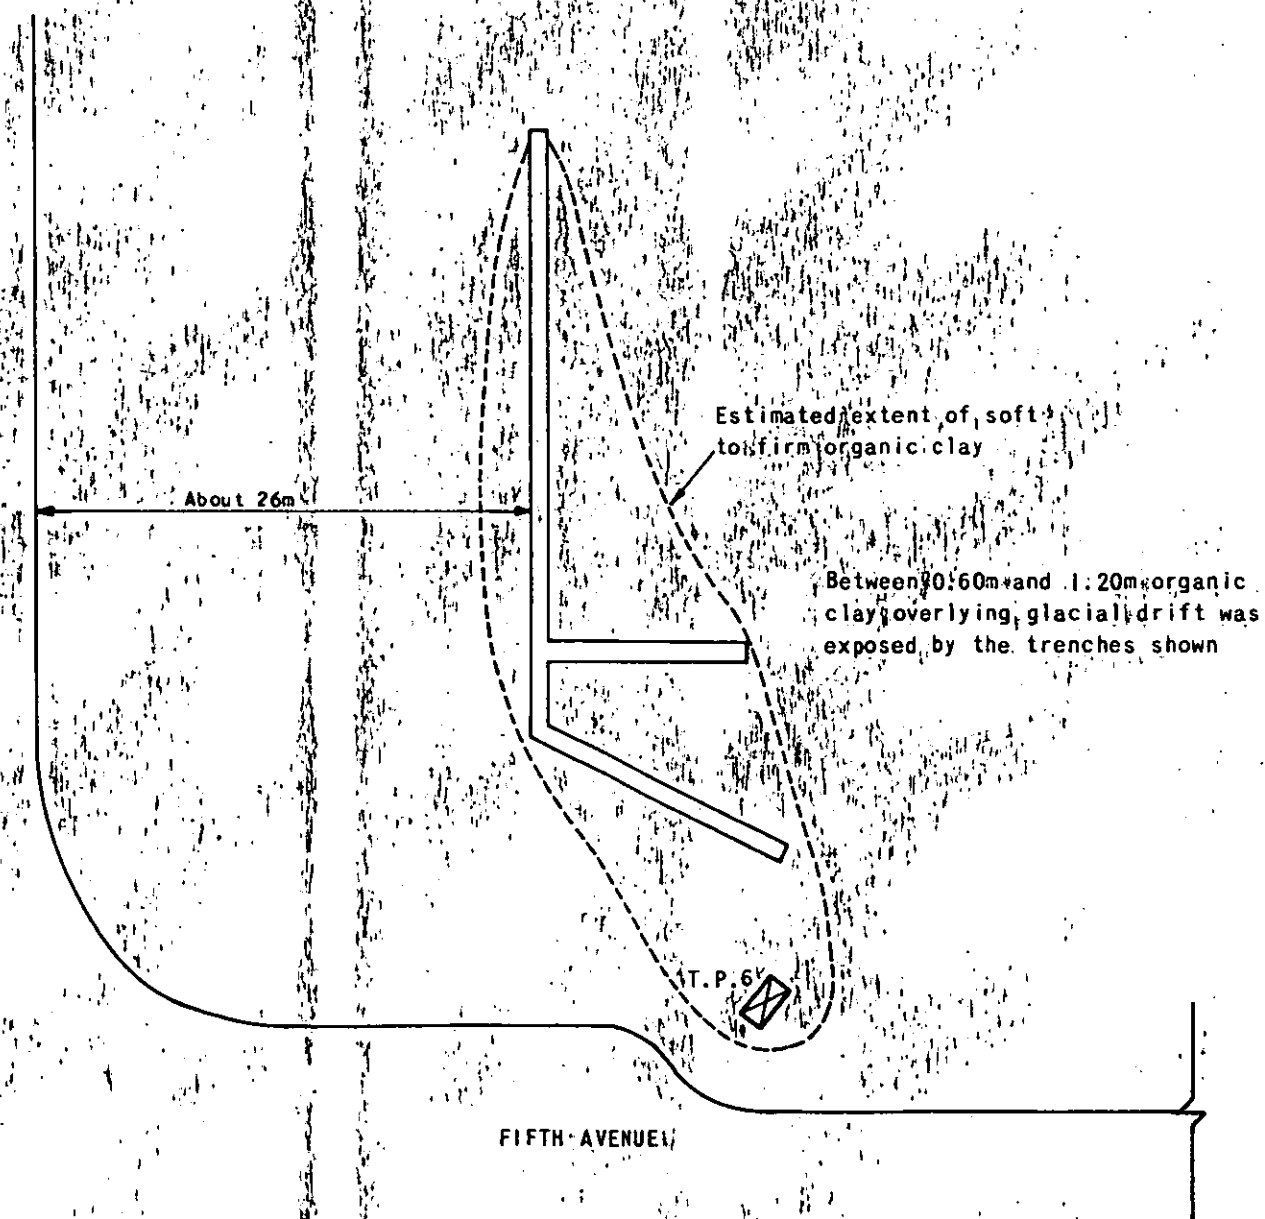 Estimated extent of soft
to firm organic clay
About 26m
Between 0.60m and 1.20m organic
clay overlying glacial drift was
exposed by the trenches shown
T.P.6
FIFTH AVENUE